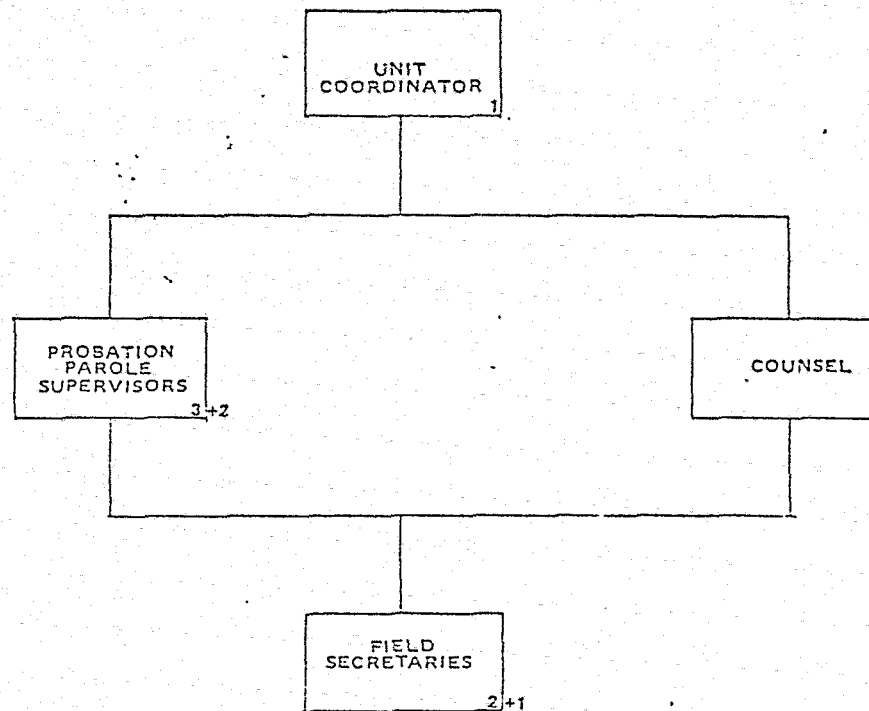 UNIT
COORDINATOR
1
PROBATION
PAROLE
SUPERVISORS
3+2
COUNSEL
FIELD
SECRETARIES
2+1